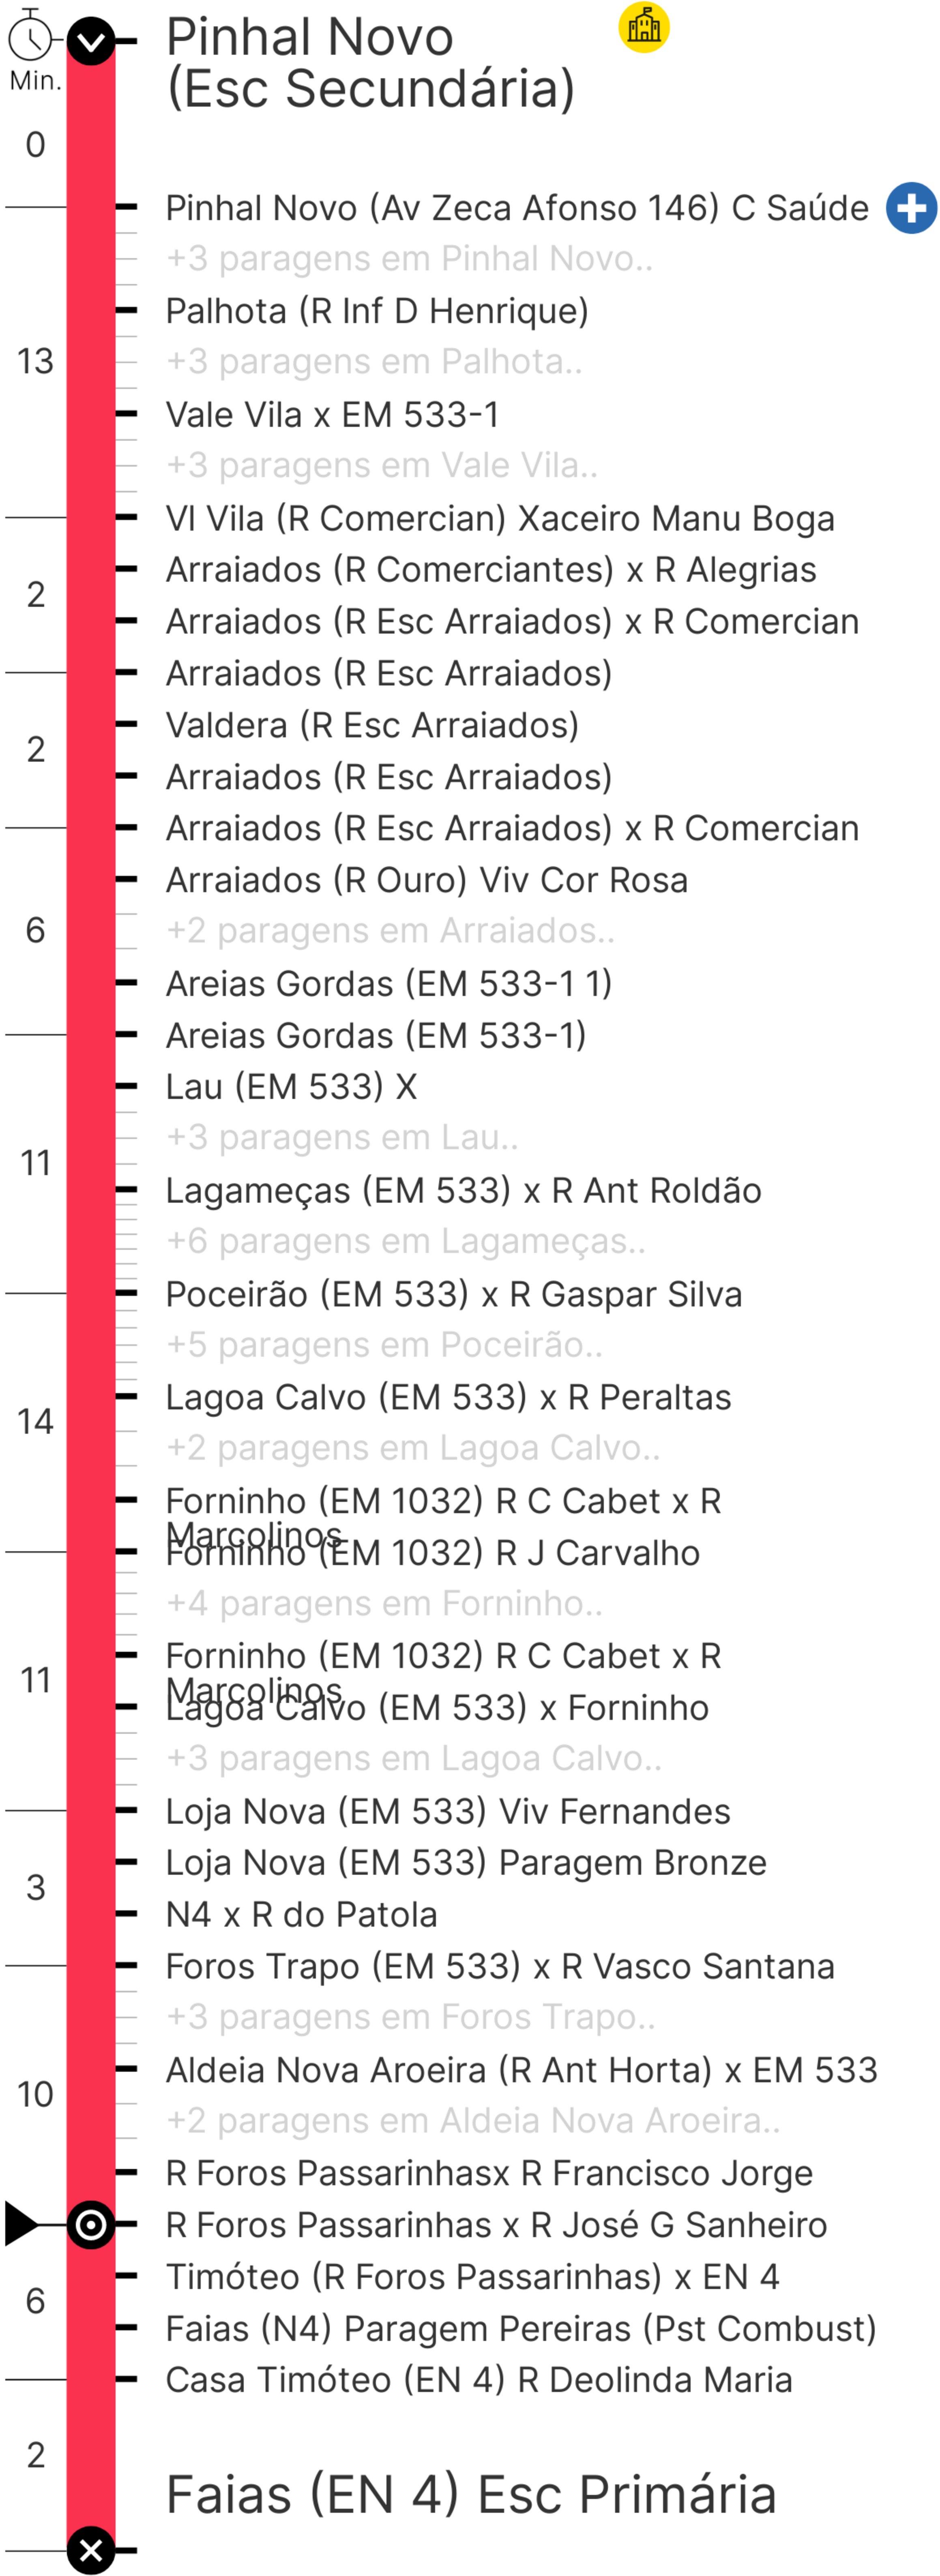 Min.
Pinhal Novo
(Esc Secundária)
0
Pinhal Novo (Av Zeca Afonso 146) C Saúde
+3 paragens em Pinhal Novo..
Palhota (R Inf D Henrique)
13
+3 paragens em Palhota..
Vale Vila x EM 533-1
+3 paragens em Vale Vila..
Vl Vila (R Comercian) Xaceiro Manu Boga
Arraiados (R Comerciantes) x R Alegrias
2
Arraiados (R Esc Arraiados) x R Comercian
Arraiados (R Esc Arraiados)
Valdera (R Esc Arraiados)
2
Arraiados (R Esc Arraiados)
Arraiados (R Esc Arraiados) x R Comercian
Arraiados (R Ouro) Viv Cor Rosa
6
+2 paragens em Arraiados..
Areias Gordas (EM 533-1 1)
Areias Gordas (EM 533-1)
Lau (EM 533) X
+3 paragens em Lau..
11
Lagameças (EM 533) x R Ant Roldão
+6 paragens em Lagameças..
Poceirão (EM 533) x R Gaspar Silva
+5 paragens em Poceirão..
Lagoa Calvo (EM 533) x R Peraltas
14
+2 paragens em Lagoa Calvo..
Forninho (EM 1032) R C Cabet x R
Marcolinos
Forninho (EM 1032) R J Carvalho
+4 paragens em Forninho..
Forninho (EM 1032) R C Cabet x R
11
Marcolinos
Lagoa Calvo (EM 533) x Forninho
+3 paragens em Lagoa Calvo..
Loja Nova (EM 533) Viv Fernandes
Loja Nova (EM 533) Paragem Bronze
3
N4 x R do Patola
Foros Trapo (EM 533) x R Vasco Santana
+3 paragens em Foros Trapo..
Aldeia Nova Aroeira (R Ant Horta) x EM 533
10
+2 paragens em Aldeia Nova Aroeira..
R Foros Passarinhasx R Francisco Jorge
R Foros Passarinhas x R José G Sanheiro
Timóteo (R Foros Passarinhas) x EN 4
6
Faias (N4) Paragem Pereiras (Pst Combust)
Casa Timóteo (EN 4) R Deolinda Maria
2
Faias (EN 4) Esc Primária